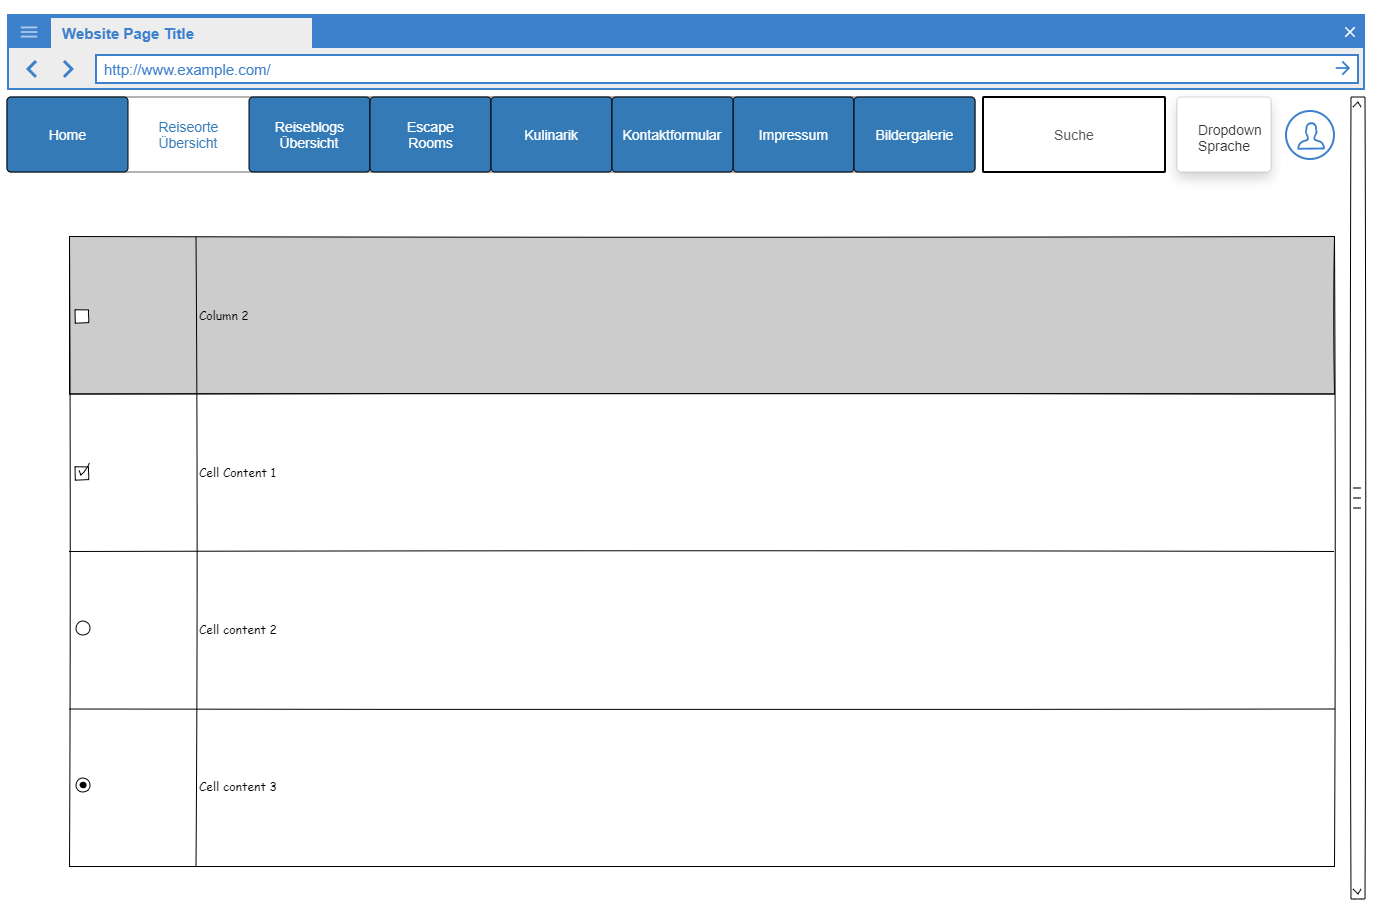 Website Page Title
http://www.example.com/
Home
Reiseorte
Übersicht
Reiseblogs
Übersicht
Escape
Rooms
Kulinarik
Kontaktformular
Impressum
Bildergalerie
Suche
Dropdown
Sprache
Column 2
Cell Content 1
Cell content 2
Cell content 3